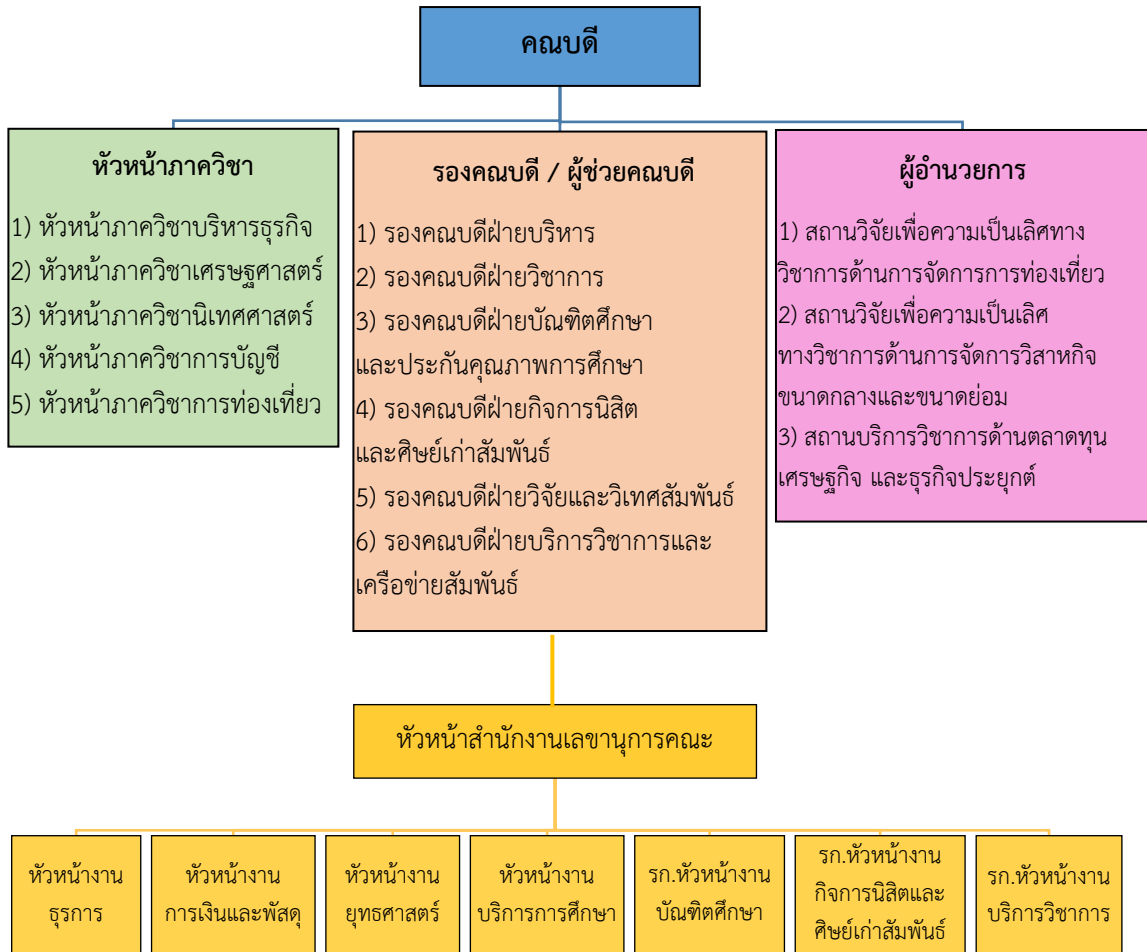 คณบดี
หัวหน้าภาควิชา
1) หัวหน้าภาควิชาบริหารธุรกิจ
2) หัวหน้าภาควิชาเศรษฐศาสตร์
3) หัวหน้าภาควิชานิเทศศาสตร์
4) หัวหน้าภาควิชาการบัญชี
5) หัวหน้าภาควิชาการท่องเที่ยว
รองคณบดี / ผู้ช่วยคณบดี
1) รองคณบดีฝ่ายบริหาร
2) รองคณบดีฝ่ายวิชาการ
3) รองคณบดีฝ่ายบัณฑิตศึกษา
และประกันคุณภาพการศึกษา
4) รองคณบดีฝ่ายกิจการนิสิต
และศิษย์เก่าสัมพันธ์
5) รองคณบดีฝ่ายวิจัยและวิเทศสัมพันธ์
6) รองคณบดีฝ่ายบริการวิชาการและ
เครือข่ายสัมพันธ์
ผู้อำนวยการ
1) สถานวิจัยเพื่อความเป็นเลิศทาง
วิชาการด้านการจัดการการท่องเที่ยว
2) สถานวิจัยเพื่อความเป็นเลิศ
ทางวิชาการด้านการจัดการวิสาหกิจ
ขนาดกลางและขนาดย่อม
3) สถานบริการวิชาการด้านตลาดทุน
เศรษฐกิจ และธุรกิจประยุกต์
หัวหน้าสำนักงานเลขานุการคณะ
หัวหน้างาน
ธุรการ
หัวหน้างาน
การเงินและพัสดุ
หัวหน้างาน
ยุทธศาสตร์
หัวหน้างาน
บริการการศึกษา
รก.หัวหน้างาน
บัณฑิตศึกษา
รก.หัวหน้างาน
กิจการนิสิตและ
ศิษย์เก่าสัมพันธ์
รก.หัวหน้างาน
บริการวิชาการ